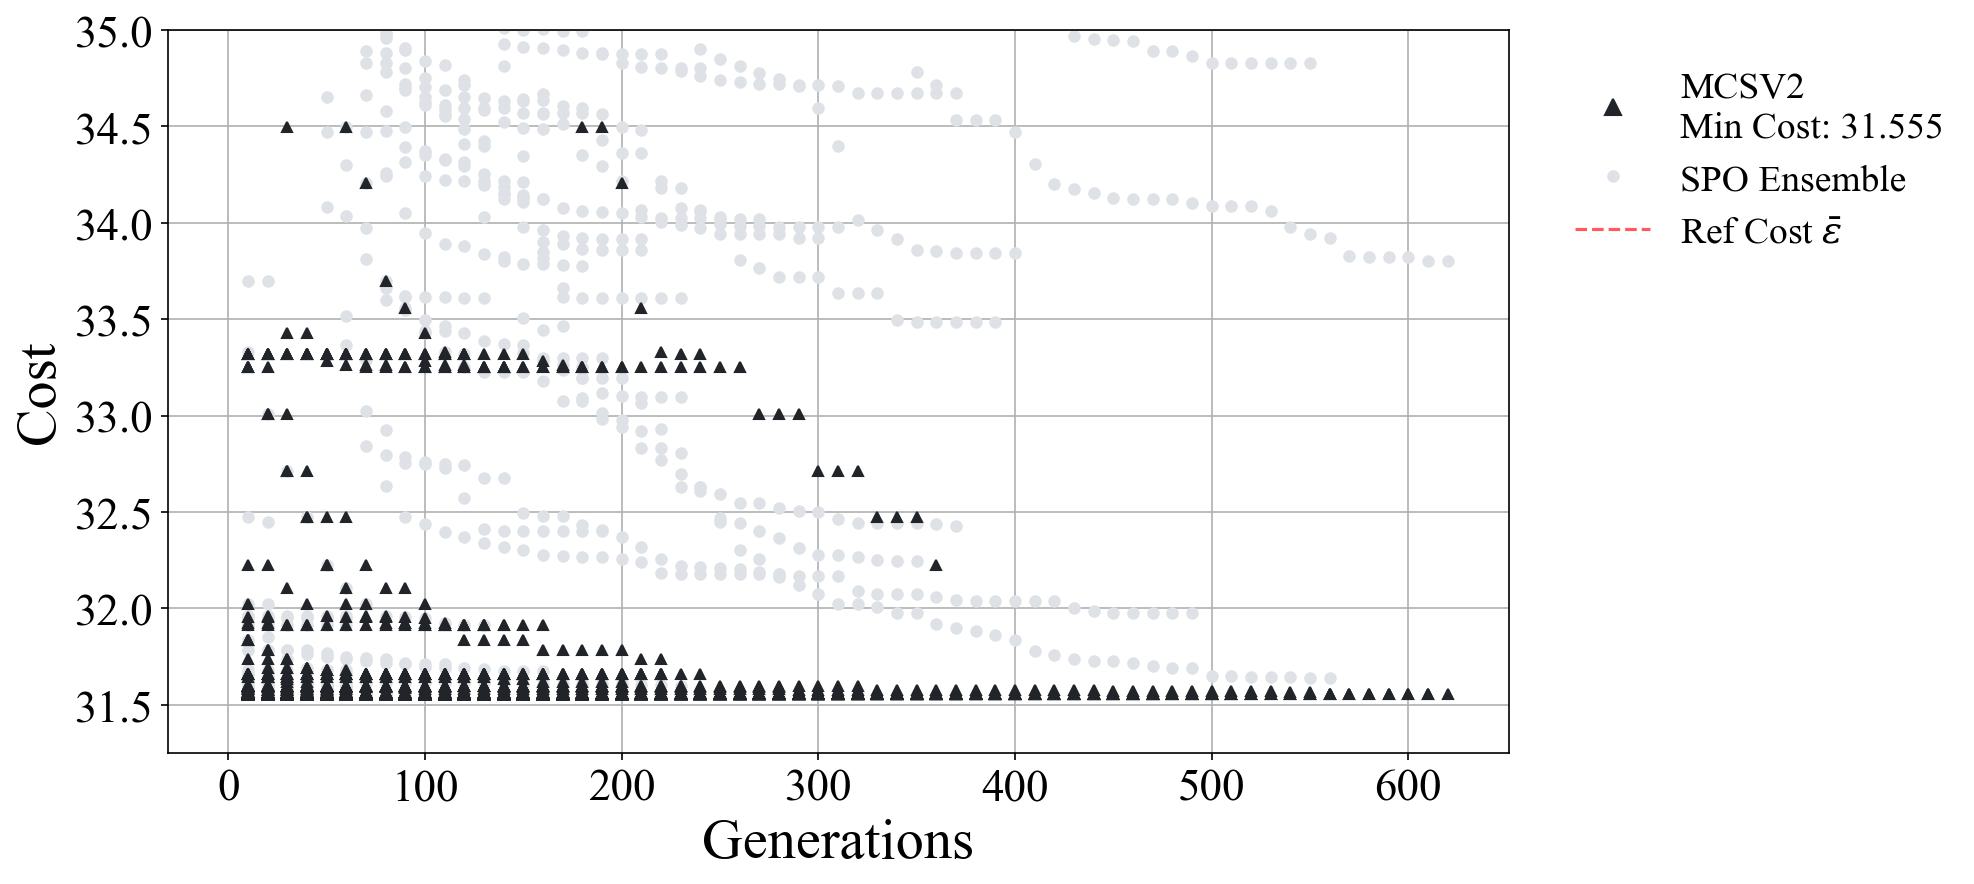 35.0
34.5
34.0
33.5
33.0
32.5
32.0
31.5
Cost
0 100 200 300 400 500 600
Generations
MCSV2
Min Cost: 31.555
SPO Ensemble
Ref Cost ε̄